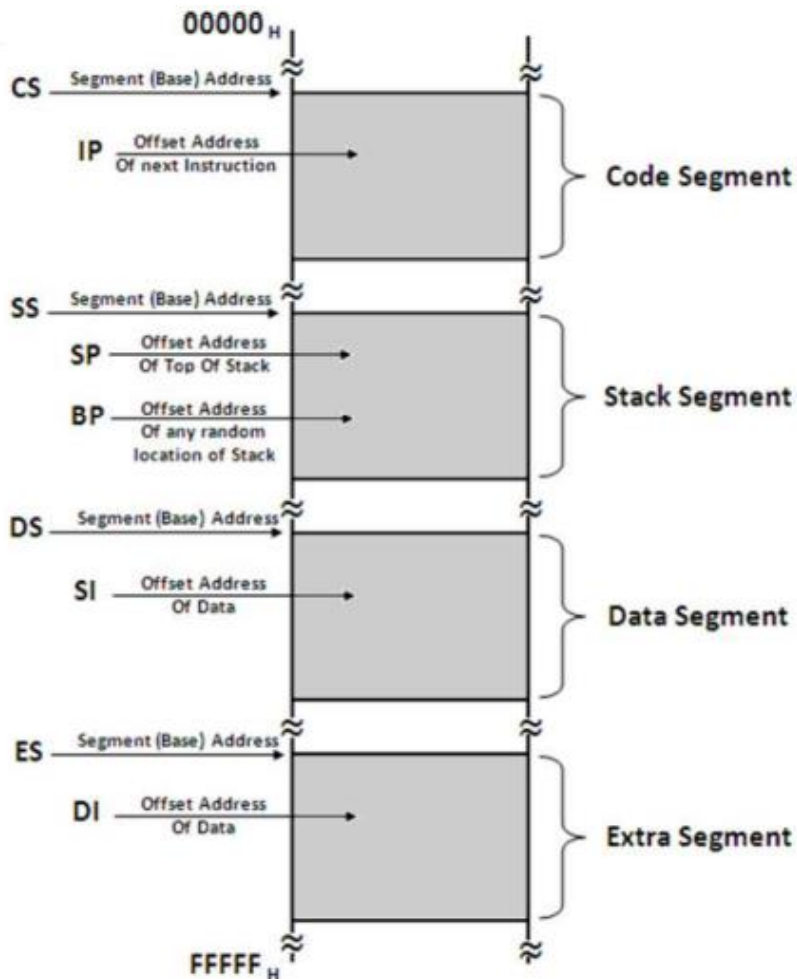 00000 H
CS Segment (Base) Address
IP Offset Address
Of next Instruction
Code Segment
SS Segment (Base) Address
SP Offset Address
Of Top Of Stack
BP Offset Address
Of any random
location of Stack
Stack Segment
DS Segment (Base) Address
SI Offset Address
Of Data
Data Segment
ES Segment (Base) Address
DI Offset Address
Of Data
Extra Segment
FFFFF H